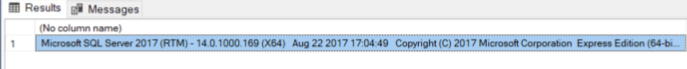 Results Messages
(No column name)
1 Microsoft SQL Server 2017 (RTM) - 14.0.1000.169 (X64) Aug 22 2017 17:04:49 Copyright (C) 2017 Microsoft Corporation Express Edition (64-bi...